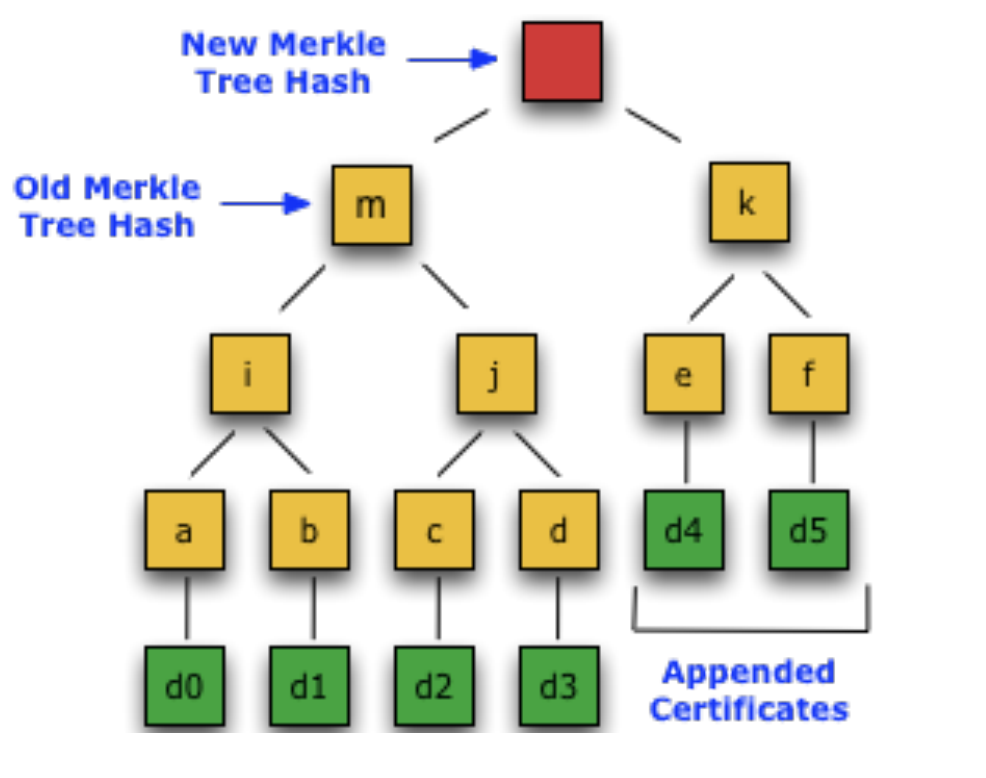 New Merkle
Tree Hash
Old Merkle
Tree Hash
m
k
i
j
e
f
a
b
c
d
d4
d5
d0
d1
d2
d3
Appended
Certificates